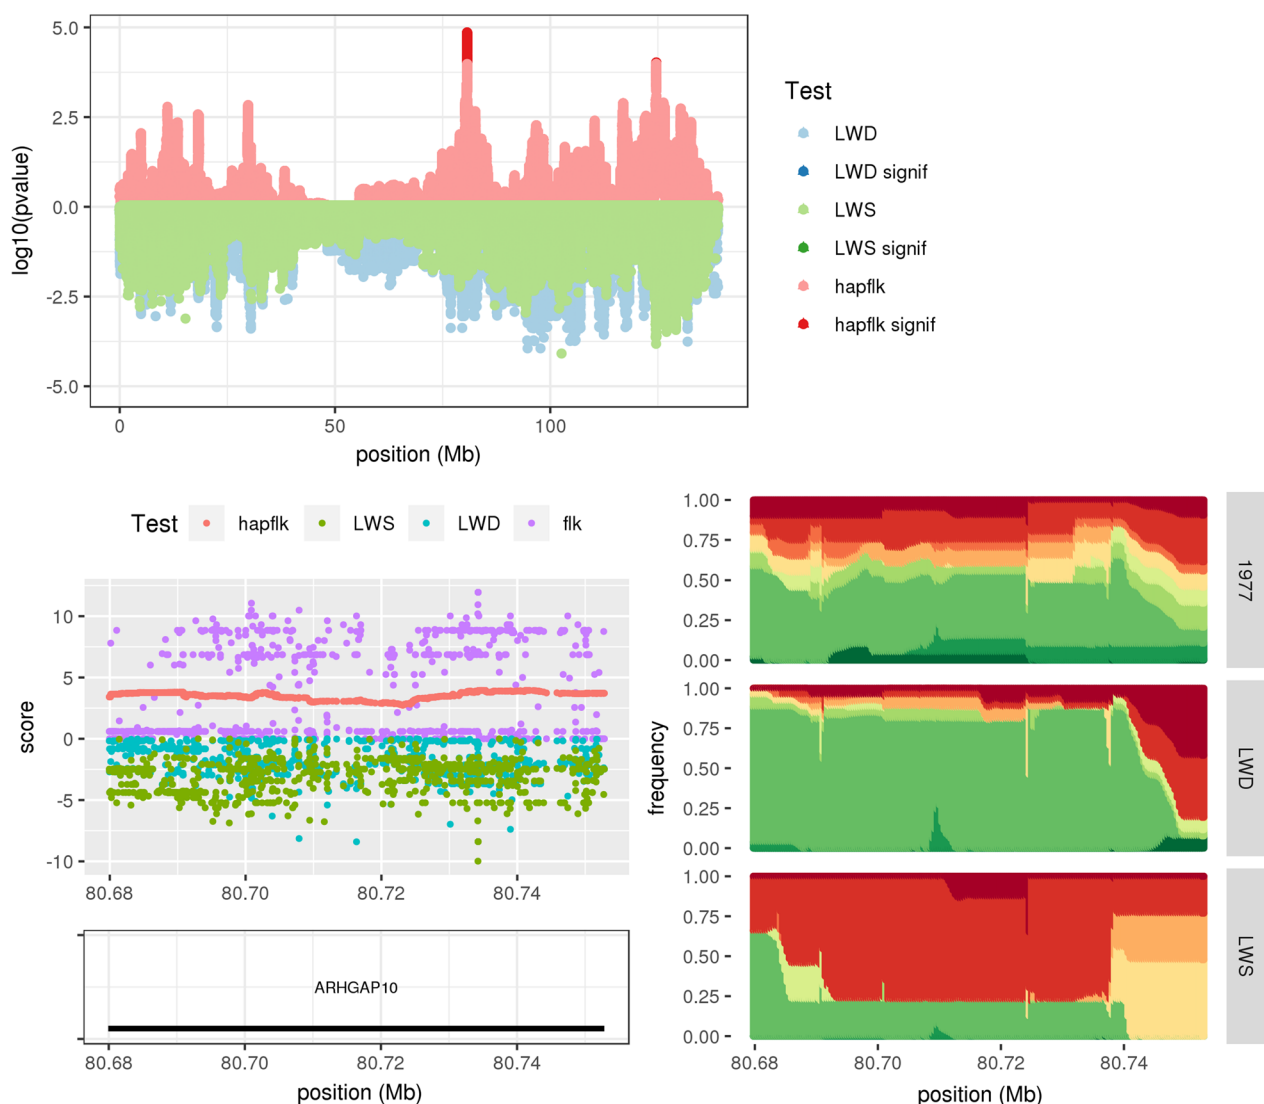 5.0
2.5
0.0
-2.5
-5.0
log10(pvalue)
0 50 100
position (Mb)
Test
LWD
LWD signif
LWS
LWS signif
hapflk
hapflk signif
Test hapflk LWS LWD flk
10
5
0
-5
-10
score
80.68 80.70 80.72 80.74
ARHGAP10
80.68 80.70 80.72 80.74
position (Mb)
frequency
1.00
0.75
0.50
0.25
0.00
1977
1.00
0.75
0.50
0.25
0.00
LWD
1.00
0.75
0.50
0.25
0.00
LWS
80.68 80.70 80.72 80.74
position (Mb)